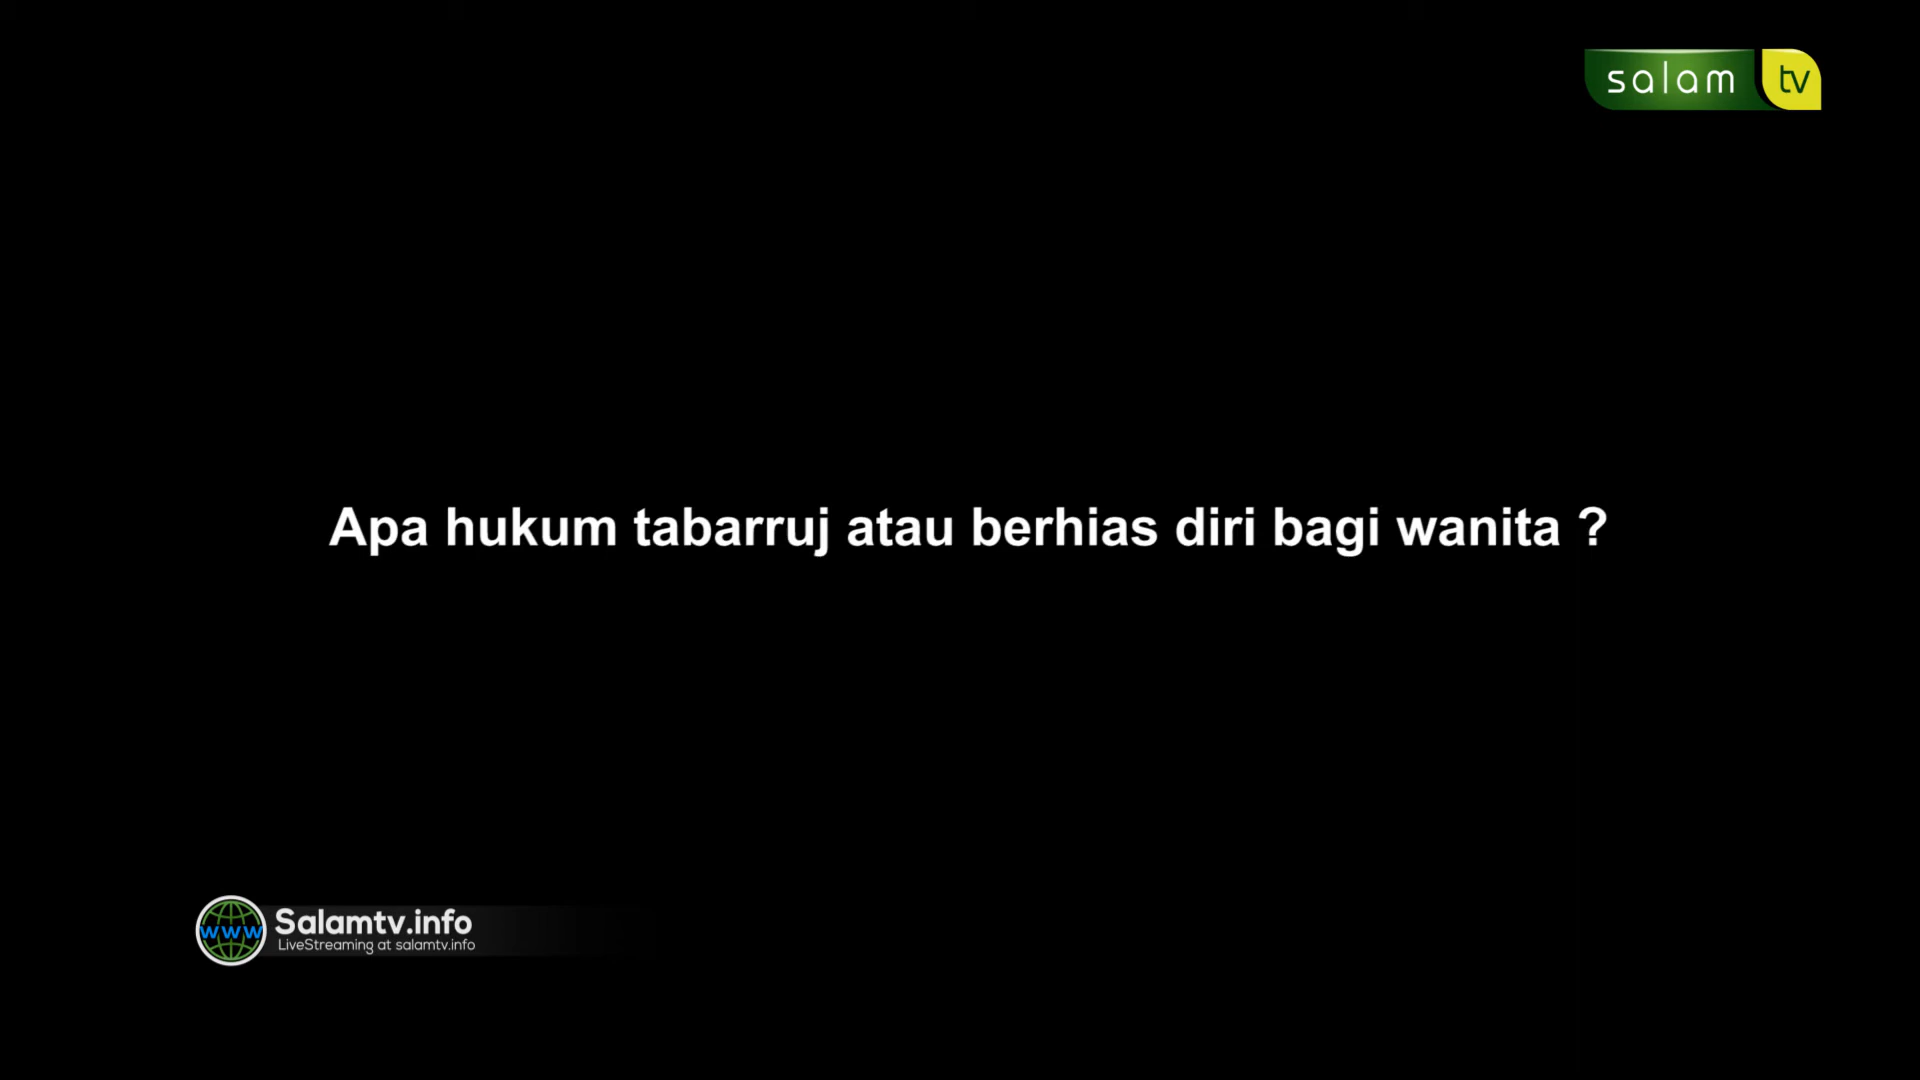 salam tv
Apa hukum tabarruj atau berhias diri bagi wanita ?
www
Salamtv.info
LiveStreaming at salamtv.info